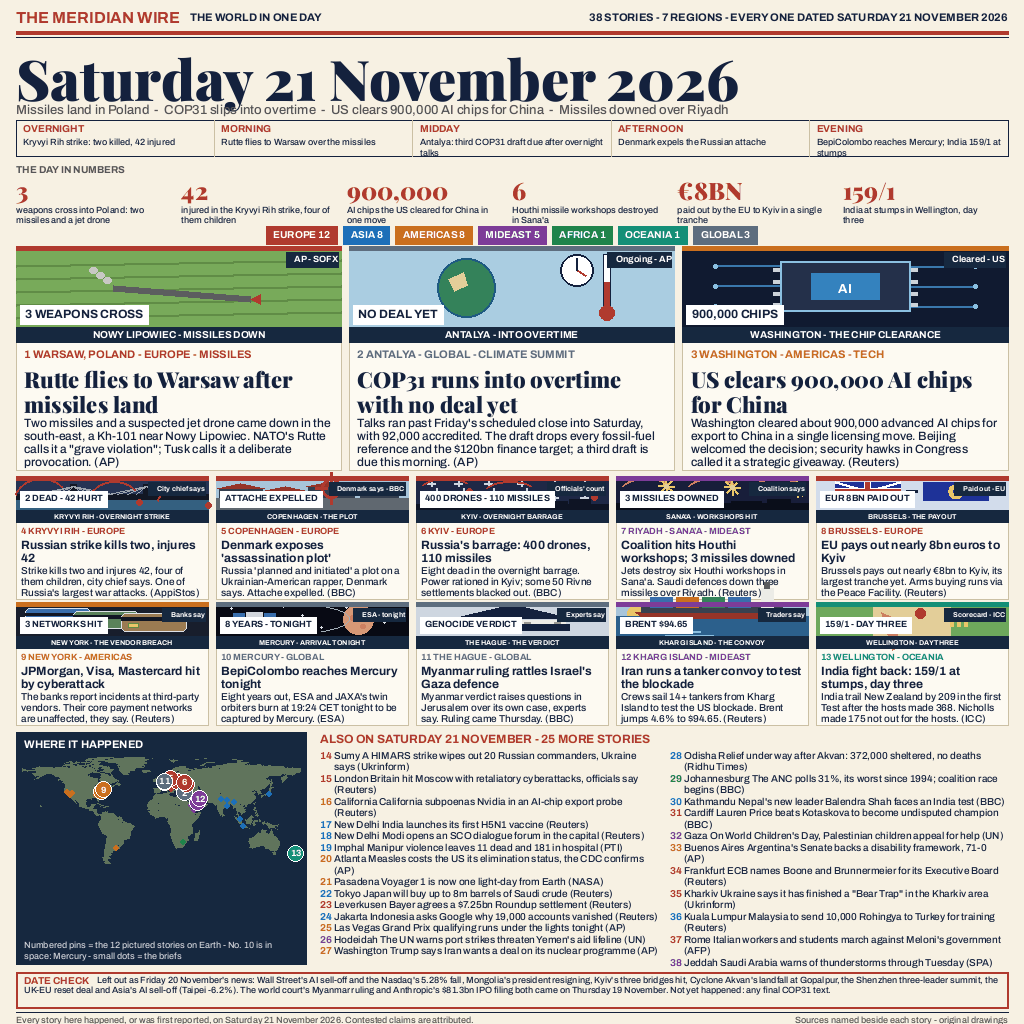 THE MERIDIAN WIRE THE WORLD IN ONE DAY 38 STORIES - 7 REGIONS - EVERY ONE DATED SATURDAY 21 NOVEMBER 2026
Saturday 21 November 2026
Missiles land in Poland - COP31 slips into overtime - US clears 900,000 AI chips for China - Missiles downed over Riyadh
OVERNIGHT
Kryvyi Rih strike: two killed, 42 injured
MORNING
Rutte flies to Warsaw over the missiles
MIDDAY
Antalya: third COP31 draft due after overnight
talks
AFTERNOON
Denmark expels the Russian attache
EVENING
BepiColombo reaches Mercury; India 159/1 at
stumps
THE DAY IN NUMBERS
3
weapons cross into Poland: two
missiles and a jet drone
42
injured in the Kryvyi Rih strike, four of
them children
900,000
AI chips the US cleared for China in
one move
6
Houthi missile workshops destroyed
in Sana'a
€8BN
paid out by the EU to Kyiv in a single
tranche
159/1
India at stumps in Wellington, day
three
EUROPE 12 ASIA 8 AMERICAS 8 MIDEAST 5 AFRICA 1 OCEANIA 1 GLOBAL 3
AP - SOFX
3 WEAPONS CROSS
NOWY LIPOWIEC - MISSILES DOWN
1 WARSAW, POLAND - EUROPE - MISSILES
Rutte flies to Warsaw after
missiles land
Two missiles and a suspected jet drone came down in the
south-east, a Kh-101 near Nowy Lipowiec. NATO's Rutte
calls it a "grave violation"; Tusk calls it a deliberate
provocation. (AP)
Ongoing - AP
NO DEAL YET
ANTALYA - INTO OVERTIME
2 ANTALYA - GLOBAL - CLIMATE SUMMIT
COP31 runs into overtime
with no deal yet
Talks ran past Friday's scheduled close into Saturday,
with 92,000 accredited. The draft drops every fossil-fuel
reference and the $120bn finance target; a third draft is
due this morning. (AP)
Cleared - US
AI
900,000 CHIPS
WASHINGTON - THE CHIP CLEARANCE
3 WASHINGTON - AMERICAS - TECH
US clears 900,000 AI chips
for China
Washington cleared about 900,000 advanced AI chips for
export to China in a single licensing move. Beijing
welcomed the decision; security hawks in Congress
called it a strategic giveaway. (Reuters)
City chief says
2 DEAD - 42 HURT
KRYVYI RIH - OVERNIGHT STRIKE
4 KRYVYI RIH - EUROPE
Russian strike kills two, injures
42
Strike kills two and injures 42, four of
them children, city chief says. One of
Russia's largest war attacks. (AppiStos)
Denmark says - BBC
ATTACHE EXPELLED
COPENHAGEN - THE PLOT
5 COPENHAGEN - EUROPE
Denmark exposes
'assassination plot'
Russia 'planned and initiated' a plot on a
Ukrainian-American rapper, Denmark
says. Attache expelled. (BBC)
Officials' count
400 DRONES - 110 MISSILES
KYIV - OVERNIGHT BARRAGE
6 KYIV - EUROPE
Russia's barrage: 400 drones,
110 missiles
Eight dead in the overnight barrage.
Power rationed in Kyiv; some 50 Rivne
settlements blacked out. (BBC)
Coalition says
3 MISSILES DOWNED
SANA'A - WORKSHOPS HIT
7 RIYADH - SANA'A - MIDEAST
Coalition hits Houthi
workshops; 3 missiles downed
Jets destroy six Houthi workshops in
Sana'a. Saudi defences down three
missiles over Riyadh. (Reuters)
Paid out - EU
EUR 8BN PAID OUT
BRUSSELS - THE PAYOUT
8 BRUSSELS - EUROPE
EU pays out nearly 8bn euros to
Kyiv
Brussels pays out nearly €8bn to Kyiv, its
largest tranche yet. Arms buying runs via
the Peace Facility. (Reuters)
Banks say
3 NETWORKS HIT
NEW YORK - THE VENDOR BREACH
9 NEW YORK - AMERICAS
JPMorgan, Visa, Mastercard hit
by cyberattack
The banks report incidents at third-party
vendors. Their core payment networks
are unaffected, they say. (Reuters)
ESA - tonight
8 YEARS - TONIGHT
MERCURY - ARRIVAL TONIGHT
10 MERCURY - GLOBAL
BepiColombo reaches Mercury
tonight
Eight years out, ESA and JAXA's twin
orbiters burn at 19:24 CET tonight to be
captured by Mercury. (ESA)
Experts say
GENOCIDE VERDICT
THE HAGUE - THE VERDICT
11 THE HAGUE - GLOBAL
Myanmar ruling rattles Israel's
Gaza defence
Myanmar verdict raises questions in
Jerusalem over its own case, experts
say. Ruling came Thursday. (BBC)
Traders say
BRENT $94.65
KHARG ISLAND - THE CONVOY
12 KHARG ISLAND - MIDEAST
Iran runs a tanker convoy to test
the blockade
Crews sail 14+ tankers from Kharg
Island to test the US blockade. Brent
jumps 4.6% to $94.65. (Reuters)
Scorecard - ICC
159/1 - DAY THREE
WELLINGTON - DAY THREE
13 WELLINGTON - OCEANIA
India fight back: 159/1 at
stumps, day three
India trail New Zealand by 209 in the first
Test after the hosts made 368. Nicholls
made 175 not out for the hosts. (ICC)
WHERE IT HAPPENED
11 6 2 9 12 13
Numbered pins = the 12 pictured stories on Earth - No. 10 is in
space: Mercury - small dots = the briefs
ALSO ON SATURDAY 21 NOVEMBER - 25 MORE STORIES
14 Sumy A HIMARS strike wipes out 20 Russian commanders, Ukraine
says (Ukrinform)
15 London Britain hit Moscow with retaliatory cyberattacks, officials say
(Reuters)
16 California California subpoenas Nvidia in an AI-chip export probe
(Reuters)
17 New Delhi India launches its first H5N1 vaccine (Reuters)
18 New Delhi Modi opens an SCO dialogue forum in the capital (Reuters)
19 Imphal Manipur violence leaves 11 dead and 181 in hospital (PTI)
20 Atlanta Measles costs the US its elimination status, the CDC confirms
(AP)
21 Pasadena Voyager 1 is now one light-day from Earth (NASA)
22 Tokyo Japan will buy up to 8m barrels of Saudi crude (Reuters)
23 Leverkusen Bayer agrees a $7.25bn Roundup settlement (Reuters)
24 Jakarta Indonesia asks Google why 19,000 accounts vanished (Reuters)
25 Las Vegas Grand Prix qualifying runs under the lights tonight (AP)
26 Hodeidah The UN warns port strikes threaten Yemen's aid lifeline (UN)
27 Washington Trump says Iran wants a deal on its nuclear programme (AP)
28 Odisha Relief under way after Akvan: 372,000 sheltered, no deaths
(Ridhu Times)
29 Johannesburg The ANC polls 31%, its worst since 1994; coalition race
begins (BBC)
30 Kathmandu Nepal's new leader Balendra Shah faces an India test (BBC)
31 Cardiff Lauren Price beats Kotaskova to become undisputed champion
(BBC)
32 Gaza On World Children's Day, Palestinian children appeal for help (UN)
33 Buenos Aires Argentina's Senate backs a disability framework, 71-0
(AP)
34 Frankfurt ECB names Boone and Brunnermeier for its Executive Board
(Reuters)
35 Kharkiv Ukraine says it has finished a "Bear Trap" in the Kharkiv area
(Ukrinform)
36 Kuala Lumpur Malaysia to send 10,000 Rohingya to Turkey for training
(Reuters)
37 Rome Italian workers and students march against Meloni's government
(AFP)
38 Jeddah Saudi Arabia warns of thunderstorms through Tuesday (SPA)
DATE CHECK Left out as Friday 20 November's news: Wall Street's AI sell-off and the Nasdaq's 5.28% fall, Mongolia's president resigning, Kyiv's three bridges hit, Cyclone Akvan's landfall at Gopalpur, the Shenzhen three-leader summit, the
UK-EU reset deal and Asia's AI sell-off (Taipei -6.2%). The world court's Myanmar ruling and Anthropic's $81.3bn IPO filing both came on Thursday 19 November. Not yet happened: any final COP31 text.
Every story here happened, or was first reported, on Saturday 21 November 2026. Contested claims are attributed. Sources named beside each story - original drawings